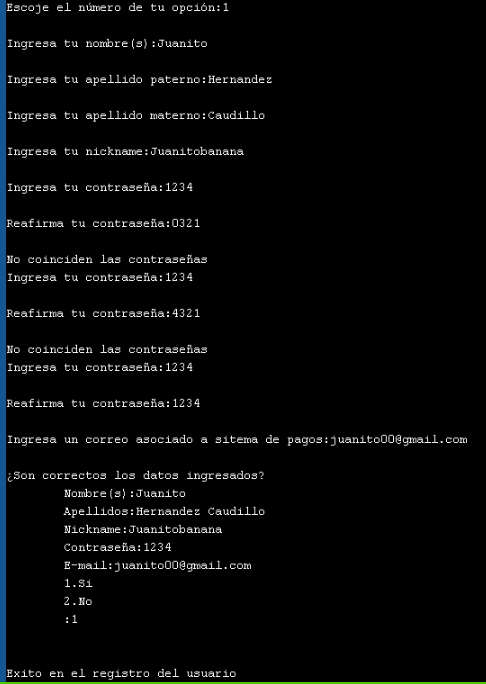 Escoje el número de tu opción:1
Ingresa tu nombre(s):Juanito
Ingresa tu apellido paterno:Hernandez
Ingresa tu apellido materno:Caudillo
Ingresa tu nickname:Juanitobanana
Ingresa tu contraseña:1234
Reafirma tu contraseña:0321
No coinciden las contraseñas
Ingresa tu contraseña:1234
Reafirma tu contraseña:4321
No coinciden las contraseñas
Ingresa tu contraseña:1234
Reafirma tu contraseña:1234
Ingresa un correo asociado a sitema de pagos:juanito00@gmail.com
¿Son correctos los datos ingresados?
Nombre(s):Juanito
Apellidos:Hernandez Caudillo
Nickname:Juanitobanana
Contraseña:1234
E-mail:juanito00@gmail.com
1.Si
2.No
:1
Exito en el registro del usuario